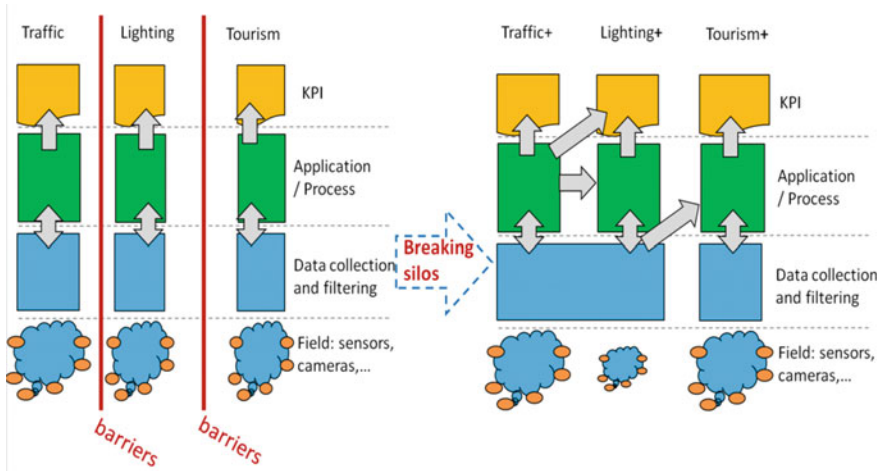 Traffic
Lighting
Tourism
KPI
Application
/ Process
Data collection
and filtering
Field: sensors,
cameras,...
barriers
barriers
Breaking
silos
Traffic+
Lighting+
Tourism+
KPI
Application
/ Process
Data collection
and filtering
Field: sensors,
cameras,...